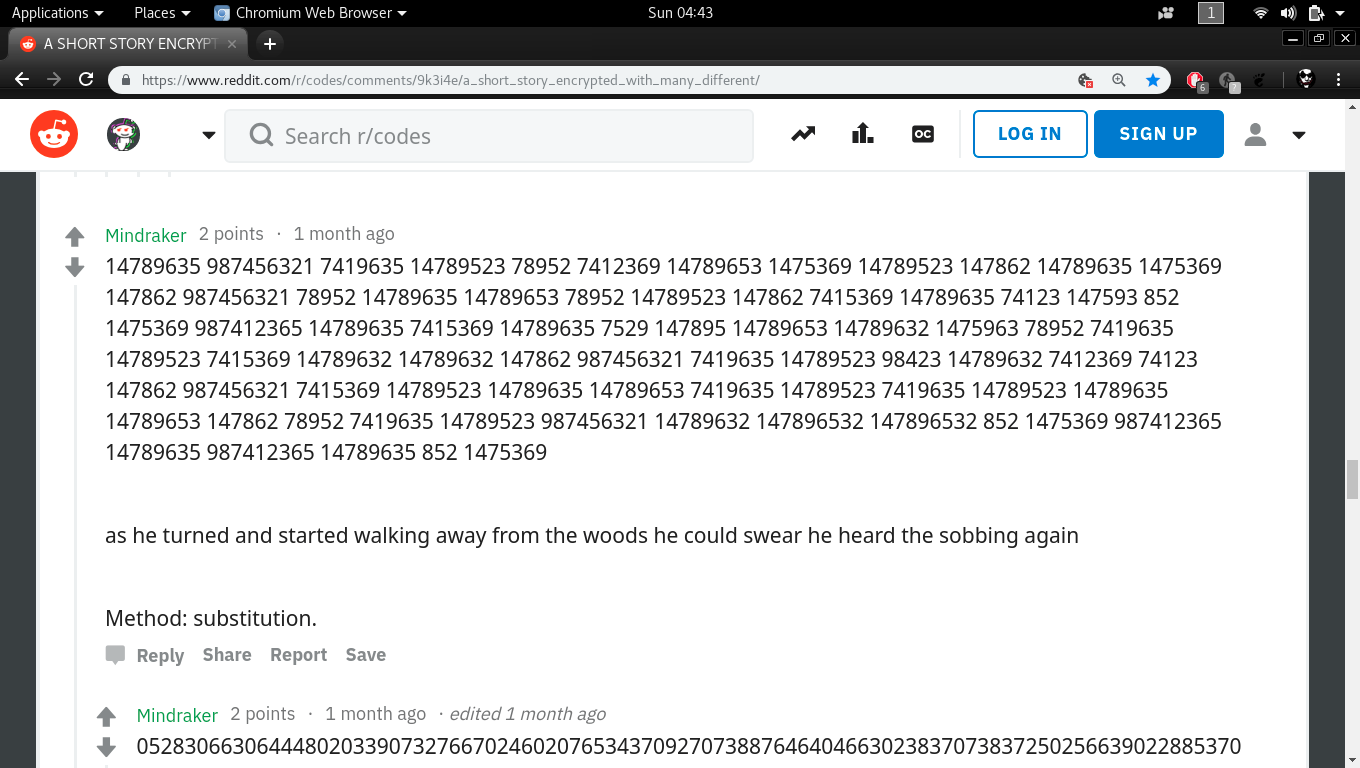 Applications Places Chromium Web Browser Sun 04:43 1
A SHORT STORY ENCRYPT
https://www.reddit.com/r/codes/comments/9k3i4e/a_short_story_encrypted_with_many_different/ 6 7
Search r/codes OC LOG IN SIGN UP
Mindraker 2 points · 1 month ago
14789635 987456321 7419635 14789523 78952 7412369 14789653 1475369 14789523 147862 14789635 1475369
147862 987456321 78952 14789635 14789653 78952 14789523 147862 7415369 14789635 74123 147593 852
1475369 987412365 14789635 7415369 14789635 7529 147895 14789653 14789632 1475963 78952 7419635
14789523 7415369 14789632 14789632 147862 987456321 7419635 14789523 98423 14789632 7412369 74123
147862 987456321 7415369 14789523 14789635 14789653 7419635 14789523 7419635 14789523 14789635
14789653 147862 78952 7419635 14789523 987456321 14789632 147896532 147896532 852 1475369 987412365
14789635 987412365 14789635 852 1475369
as he turned and started walking away from the woods he could swear he heard the sobbing again
Method: substitution.
Reply Share Report Save
Mindraker 2 points · 1 month ago · edited 1 month ago
05283066306444802033907327667024602076534370927073887646404663023837073837250256639022885370